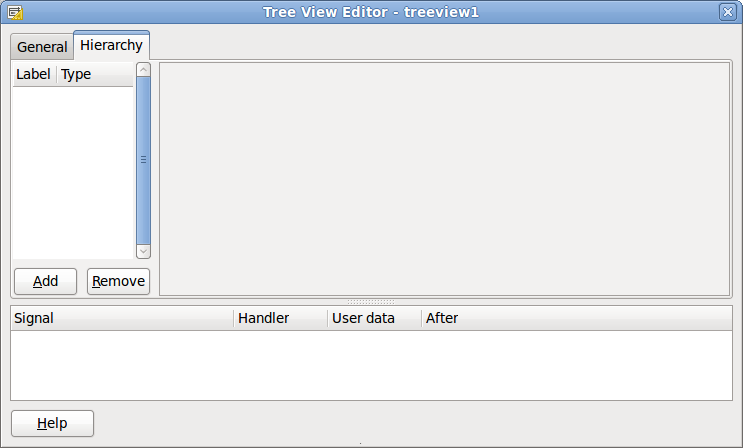 Tree View Editor - treeview1
General Hierarchy
Label Type
Add Remove
Signal Handler User data After
Help